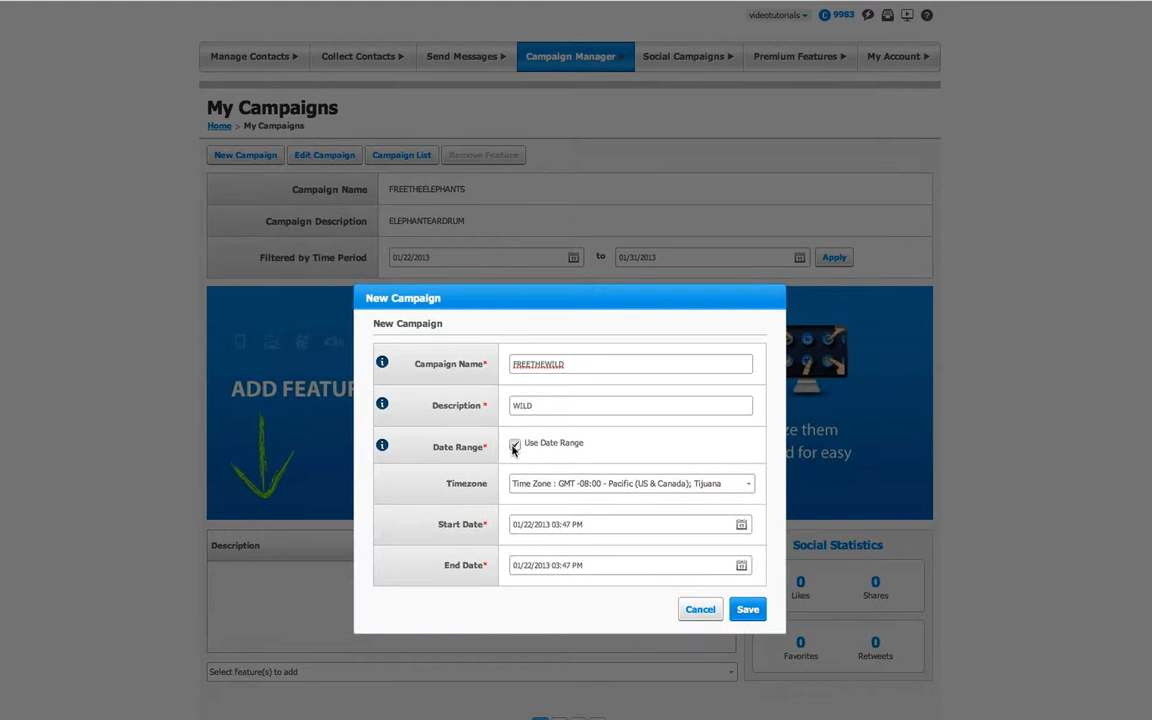 videotutorials 9983
Manage Contacts Collect Contacts Send Messages Campaign Manager Social Campaigns Premium Features My Account
My Campaigns
Home > My Campaigns
New Campaign Edit Campaign Campaign List Remove Feature
Campaign Name FREETHEELEPHANTS
Campaign Description ELEPHANTEARDRUM
Filtered by Time Period 01/22/2013 to 01/31/2013 Apply
New Campaign
New Campaign
Campaign Name* FREETHEWILD
ADD FEATU
ze them
Description * WILD
d for easy
Date Range* Use Date Range
Timezone Time Zone : GMT -08:00 - Pacific (US & Canada); Tijuana
Start Date* 01/22/2013 03:47 PM
Description
Social Statistics
End Date* 01/22/2013 03:47 PM
0 0
Likes Shares
Cancel Save
0 0
Favorites Retweets
Select feature(s) to add